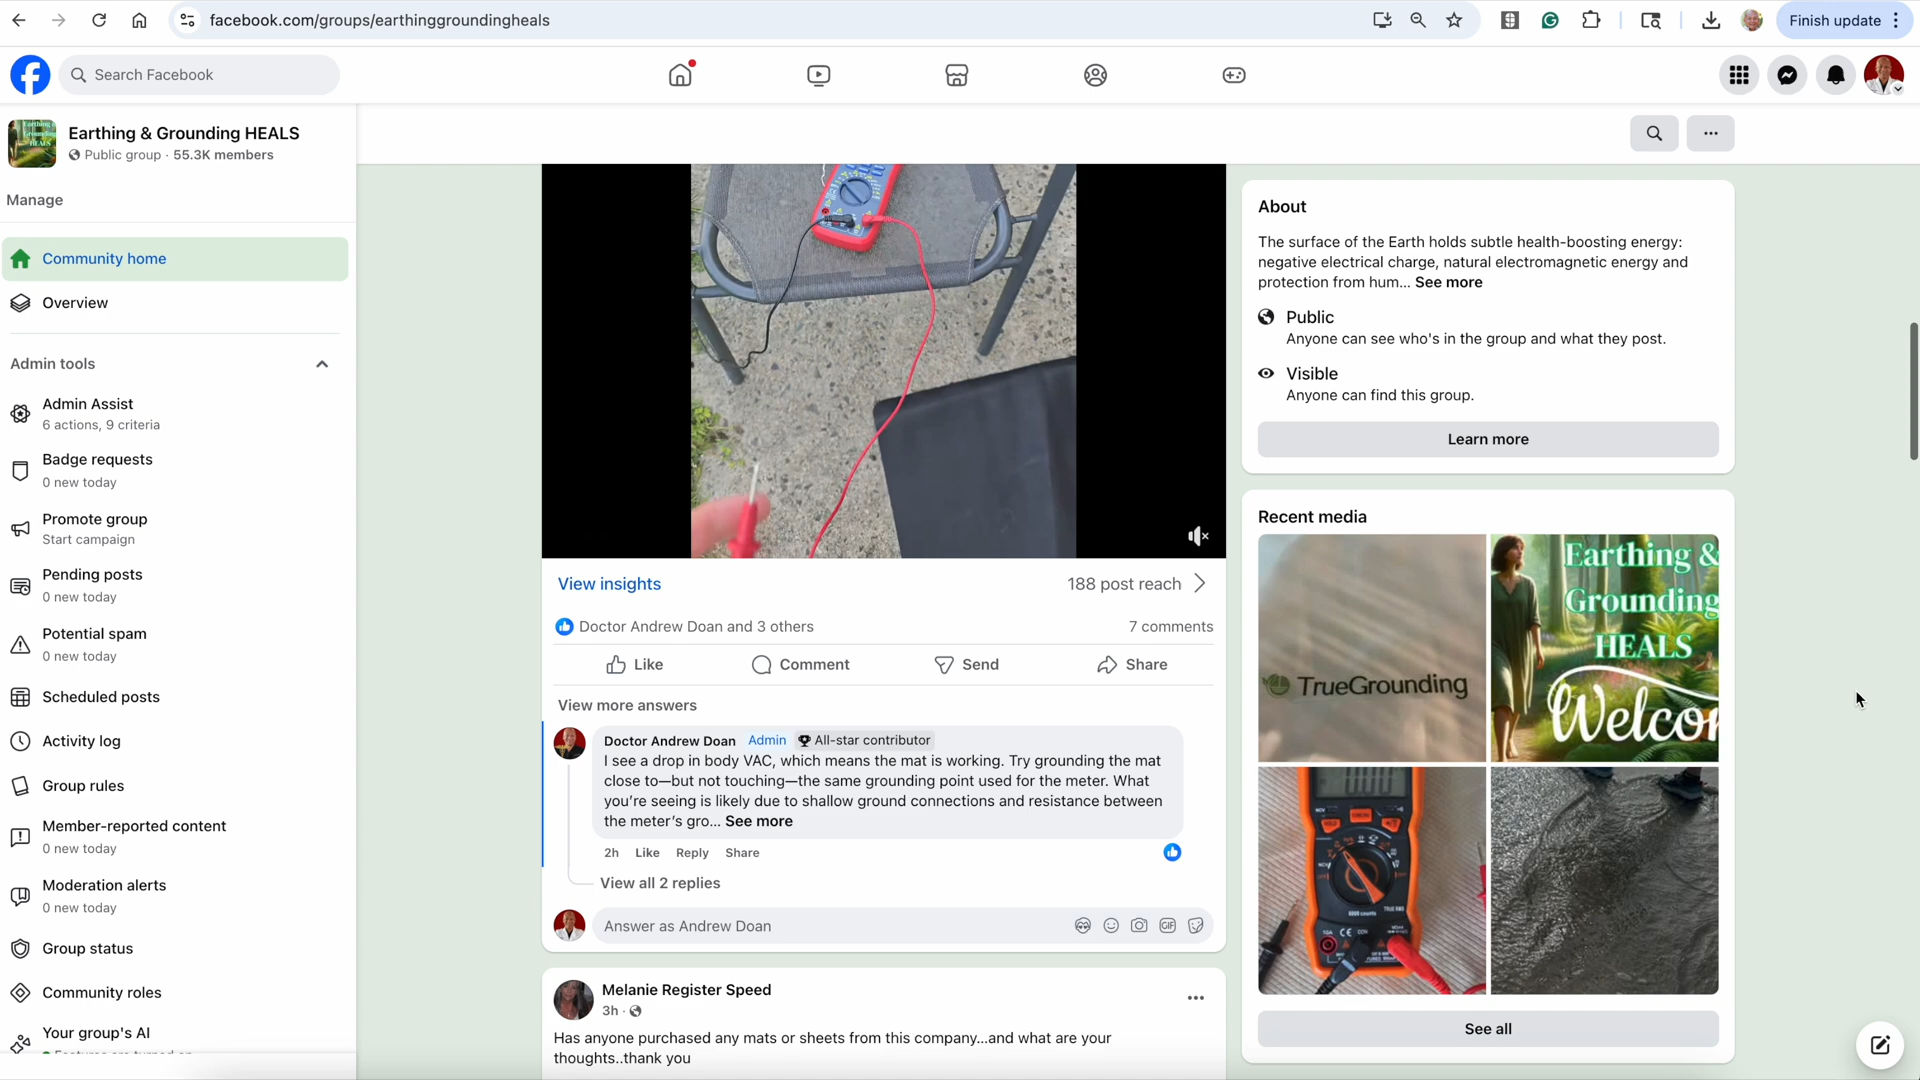 facebook.com/groups/earthinggroundingheals
Finish update
Search Facebook
Earthing & Grounding HEALS
Public group · 55.3K members
Manage
Community home
Overview
Admin tools
Admin Assist
6 actions, 9 criteria
Badge requests
0 new today
Promote group
Start campaign
Pending posts
0 new today
Potential spam
0 new today
Scheduled posts
Activity log
Group rules
Member-reported content
0 new today
Moderation alerts
0 new today
Group status
Community roles
Your group's AI
View insights
188 post reach
Doctor Andrew Doan and 3 others
7 comments
Like
Comment
Send
Share
View more answers
Doctor Andrew Doan Admin All-star contributor
I see a drop in body VAC, which means the mat is working. Try grounding the mat
close to—but not touching—the same grounding point used for the meter. What
you're seeing is likely due to shallow ground connections and resistance between
the meter's gro... See more
2h Like Reply Share
View all 2 replies
Answer as Andrew Doan
GIF
Melanie Register Speed
3h ·
Has anyone purchased any mats or sheets from this company...and what are your
thoughts..thank you
About
The surface of the Earth holds subtle health-boosting energy:
negative electrical charge, natural electromagnetic energy and
protection from hum... See more
Public
Anyone can see who's in the group and what they post.
Visible
Anyone can find this group.
Learn more
Recent media
TrueGrounding
Earthing &
Grounding
HEALS
Welcom
See all